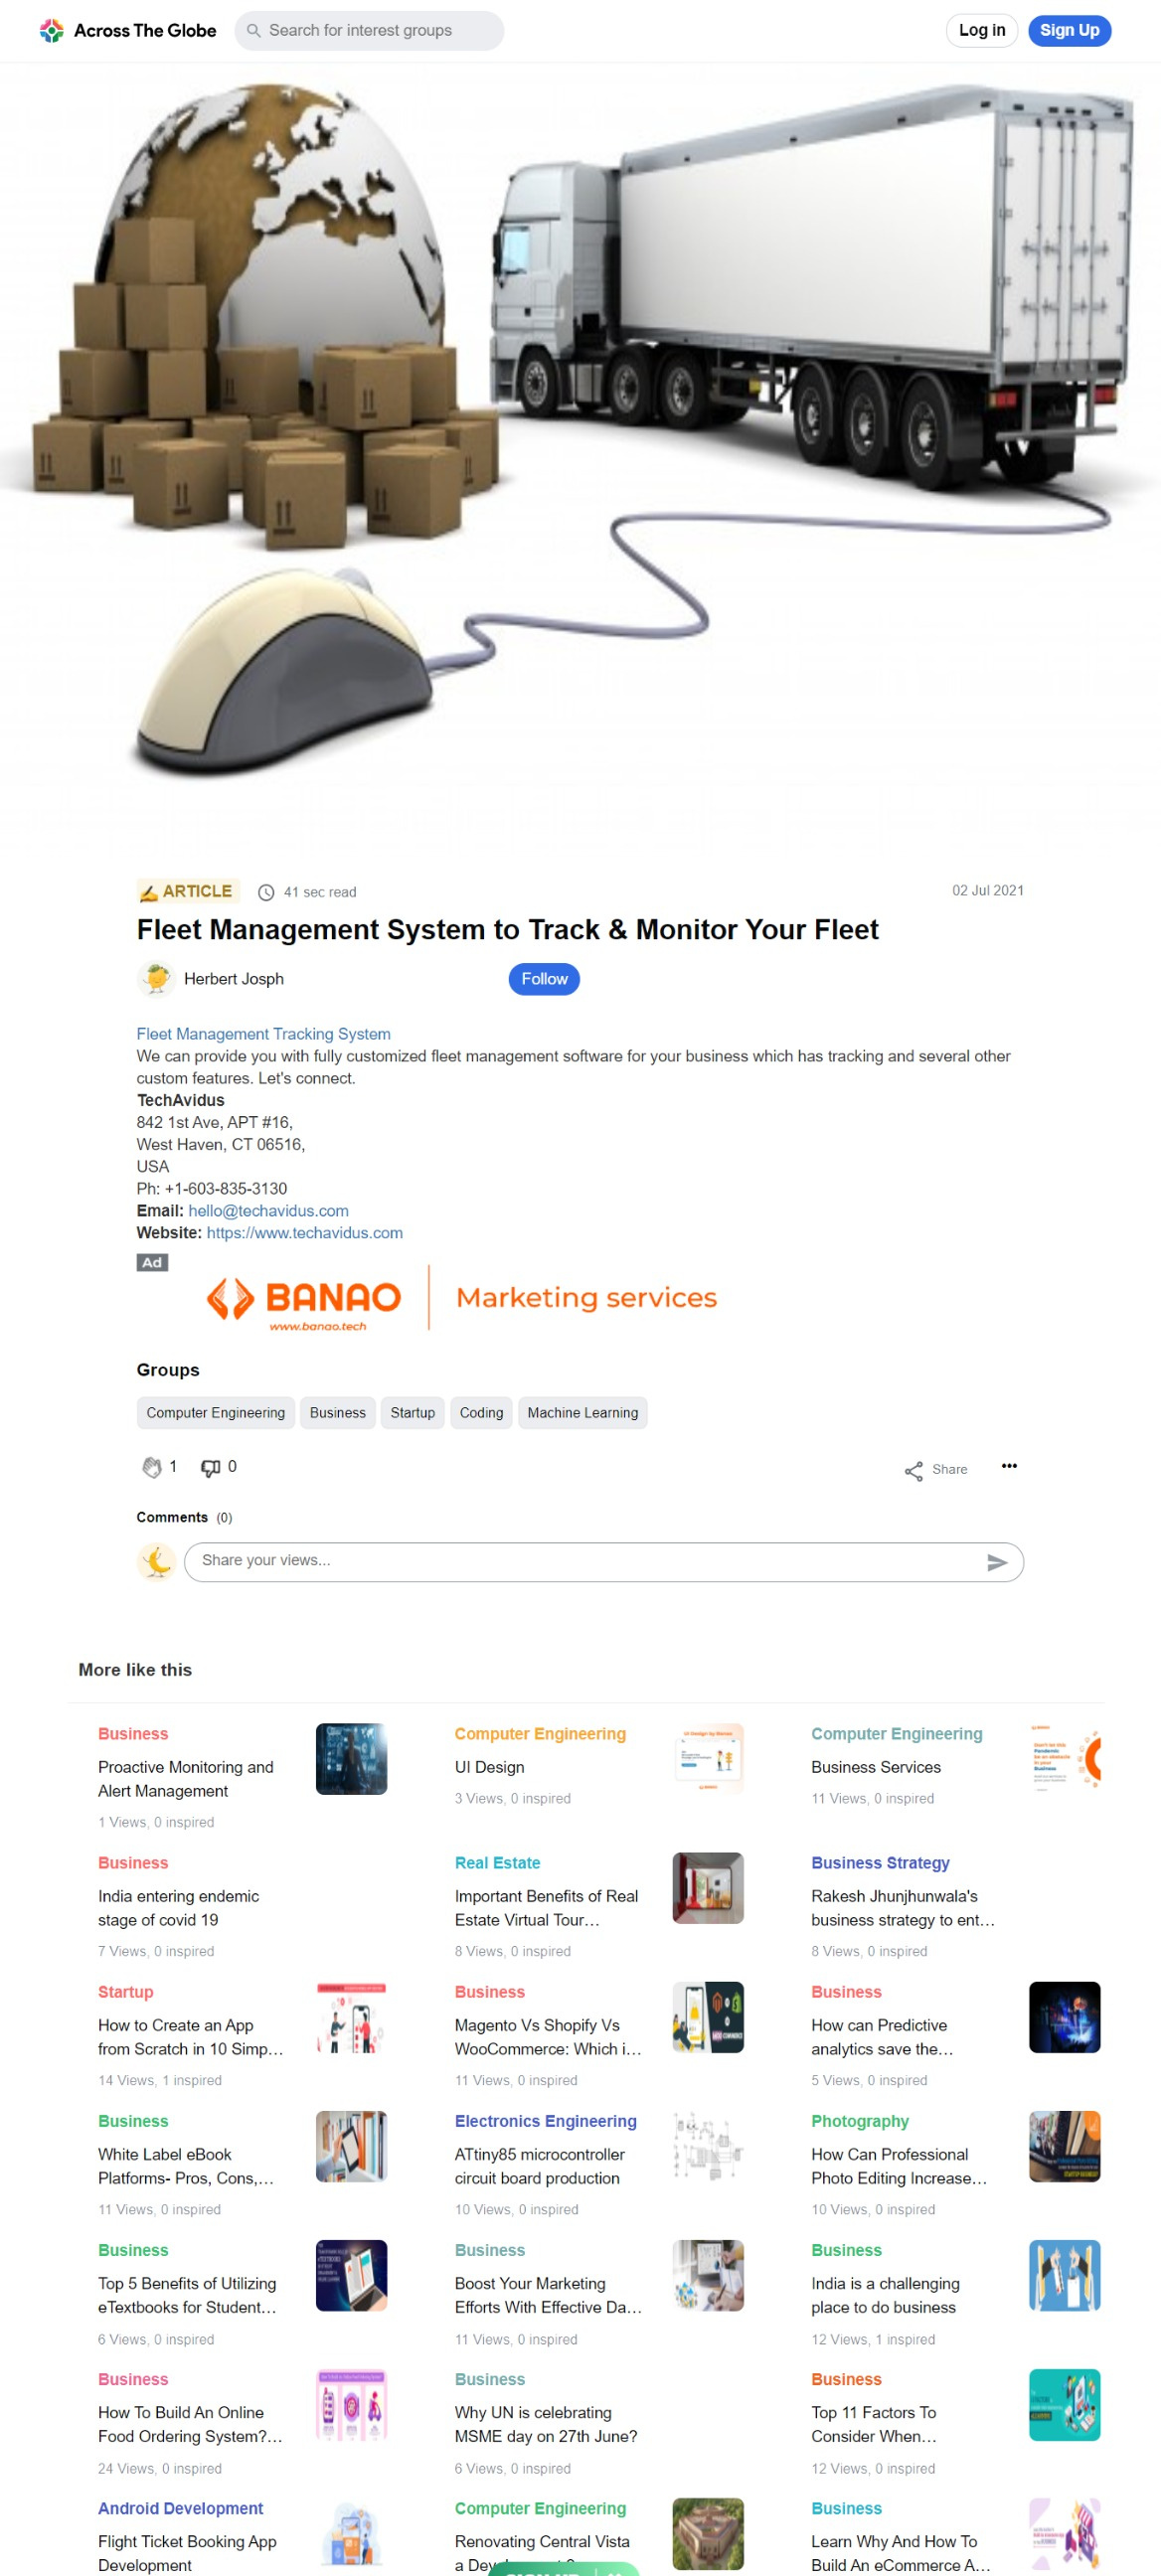 Across The Globe
Search for interest groups
Log in
Sign Up
ARTICLE
41 sec read
02 Jul 2021
Fleet Management System to Track & Monitor Your Fleet
Herbert Josph
Follow
Fleet Management Tracking System
We can provide you with fully customized fleet management software for your business which has tracking and several other
custom features. Let's connect.
TechAvidus
842 1st Ave, APT #16,
West Haven, CT 06516,
USA
Ph: +1-603-835-3130
Email: hello@techavidus.com
Website: https://www.techavidus.com
Ad
BANAO
www.banao.tech
Marketing services
Groups
Computer Engineering
Business
Startup
Coding
Machine Learning
1
0
Share
Comments (0)
Share your views...
More like this
Business
Proactive Monitoring and
Alert Management
1 Views, 0 inspired
Computer Engineering
UI Design
3 Views, 0 inspired
Computer Engineering
Business Services
11 Views, 0 inspired
Business
India entering endemic
stage of covid 19
7 Views, 0 inspired
Real Estate
Important Benefits of Real
Estate Virtual Tour…
8 Views, 0 inspired
Business Strategy
Rakesh Jhunjhunwala's
business strategy to ent…
8 Views, 0 inspired
Startup
How to Create an App
from Scratch in 10 Simp…
14 Views, 1 inspired
Business
Magento Vs Shopify Vs
WooCommerce: Which i…
11 Views, 0 inspired
Business
How can Predictive
analytics save the…
5 Views, 0 inspired
Business
White Label eBook
Platforms- Pros, Cons,…
11 Views, 0 inspired
Electronics Engineering
ATtiny85 microcontroller
circuit board production
10 Views, 0 inspired
Photography
How Can Professional
Photo Editing Increase…
10 Views, 0 inspired
Business
Top 5 Benefits of Utilizing
eTextbooks for Student…
6 Views, 0 inspired
Business
Boost Your Marketing
Efforts With Effective Da…
11 Views, 0 inspired
Business
India is a challenging
place to do business
12 Views, 1 inspired
Business
How To Build An Online
Food Ordering System?…
24 Views, 0 inspired
Business
Why UN is celebrating
MSME day on 27th June?
6 Views, 0 inspired
Business
Top 11 Factors To
Consider When…
12 Views, 0 inspired
Android Development
Flight Ticket Booking App
Development
Computer Engineering
Renovating Central Vista
a
Business
Learn Why And How To
Build An eCommerce A…